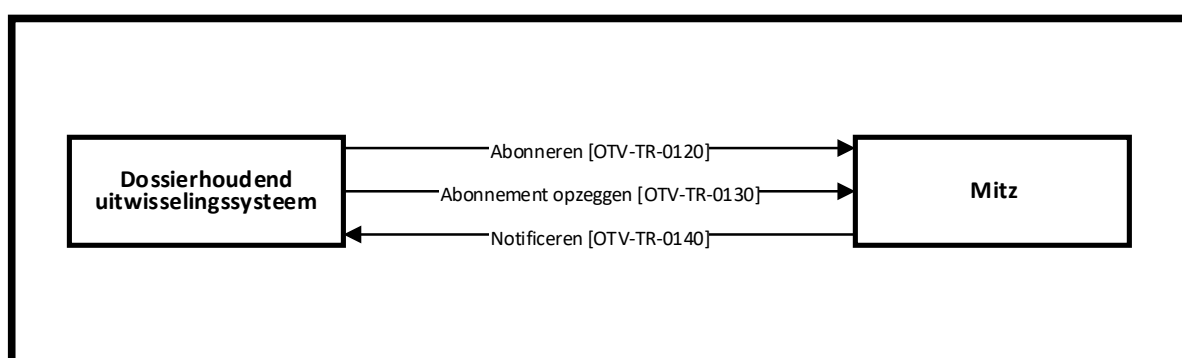 Dossierhoudend
uitwisselingssysteem
Abonneren [OTV-TR-0120]
Abonnement opzeggen [OTV-TR-0130]
Notificeren [OTV-TR-0140]
Mitz